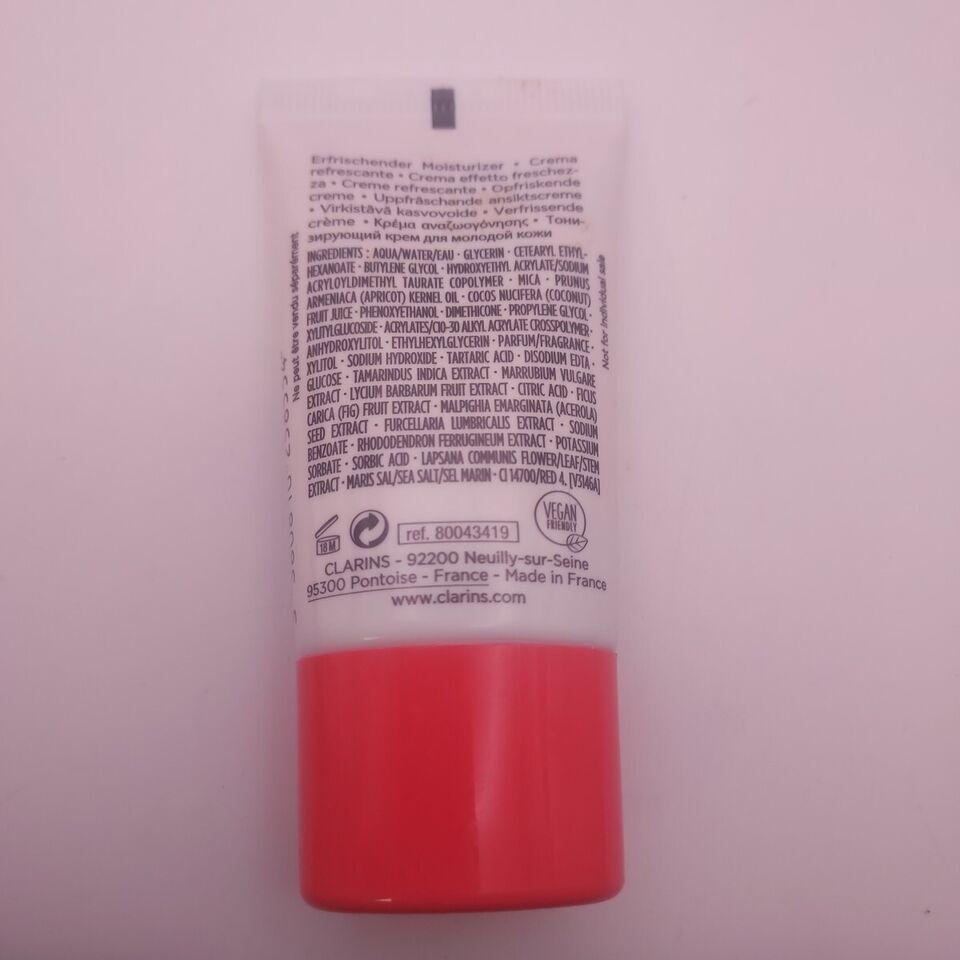 Erfrischender Moisturizer • Crema
refrescante • Crema effetto freschez-
za • Creme refrescante • Opfriskende
creme • Uppfräschande ansiktscreme
• Virkistävä kasvovoide • Verfrissende
crème • Κρέμα αναζωογόνησης • Тони-
зирующий крем для молодой кожи
INGREDIENTS : AQUA/WATER/EAU · GLYCERIN · CETEARYL ETHYL-
HEXANOATE · BUTYLENE GLYCOL · HYDROXYETHYL ACRYLATE/SODIUM
ACRYLOYLDIMETHYL TAURATE COPOLYMER · MICA · PRUNUS
ARMENIACA (APRICOT) KERNEL OIL · COCOS NUCIFERA (COCONUT)
FRUIT JUICE · PHENOXYETHANOL · DIMETHICONE · PROPYLENE GLYCOL ·
XYLITYLGLUCOSIDE · ACRYLATES/C10-30 ALKYL ACRYLATE CROSSPOLYMER ·
ANHYDROXYLITOL · ETHYLHEXYLGLYCERIN · PARFUM/FRAGRANCE ·
XYLITOL · SODIUM HYDROXIDE · TARTARIC ACID · DISODIUM EDTA ·
GLUCOSE · TAMARINDUS INDICA EXTRACT · MARRUBIUM VULGARE
EXTRACT · LYCIUM BARBARUM FRUIT EXTRACT · CITRIC ACID · FICUS
CARICA (FIG) FRUIT EXTRACT · MALPIGHIA EMARGINATA (ACEROLA)
SEED EXTRACT · FURCELLARIA LUMBRICALIS EXTRACT · SODIUM
BENZOATE · RHODODENDRON FERRUGINEUM EXTRACT · POTASSIUM
SORBATE · SORBIC ACID · LAPSANA COMMUNIS FLOWER/LEAF/STEM
EXTRACT · MARIS SAL/SEA SALT/SEL MARIN · CI 14700/RED 4. [V3146A]
Ne peut être vendu séparément
Not for individual sale
18 M
ref. 80043419
VEGAN
FRIENDLY
CLARINS - 92200 Neuilly-sur-Seine
95300 Pontoise - France - Made in France
www.clarins.com